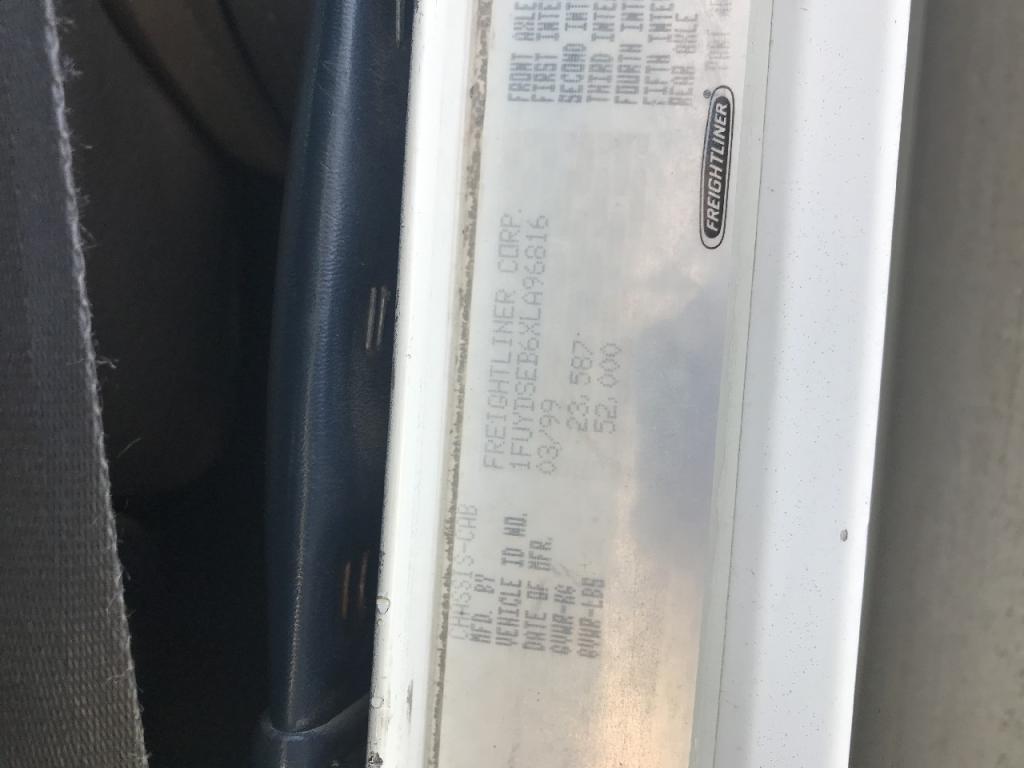 CHASSIS-CAB
MFD. BY FREIGHTLINER CORP.
VEHICLE ID NO. 1FUYDSEB6XLA96816
DATE OF MFR. 03/99
GVWR-KG 23,587
GVWR-LBS 52,000
FRONT AXLE
FIRST INTE
SECOND INT
THIRD INTE
FOURTH INT
FIFTH INTE
REAR AXLE
FREIGHTLINER